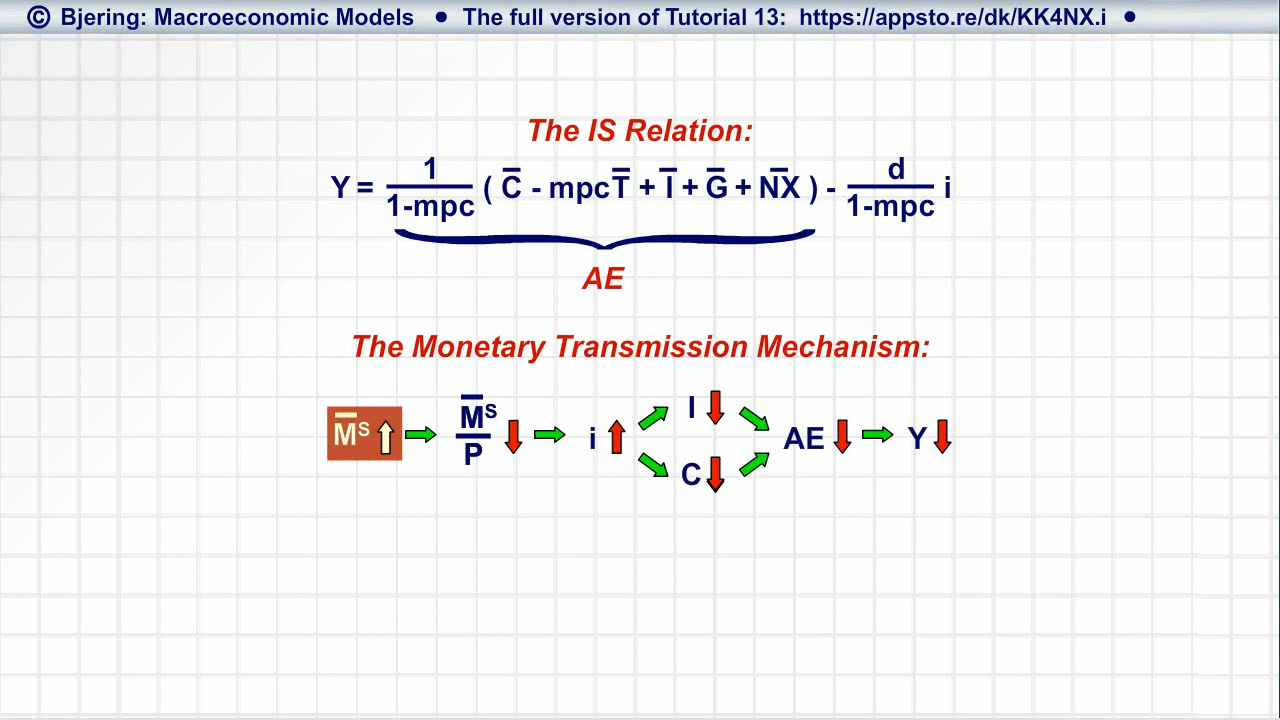 © Bjering: Macroeconomic Models • The full version of Tutorial 13: https://appsto.re/dk/KK4NX.i •
The IS Relation:
Y = 1/(1-mpc) ( C̅ - mpcT̅ + I̅ + G̅ + N̅X̅ ) - d/(1-mpc) i
AE
The Monetary Transmission Mechanism:
M̅ˢ ↑ → M̅ˢ/P ↓ → i ↑ ↗ I ↓ ↘ AE ↓ → Y ↓
↘ C ↓ ↗